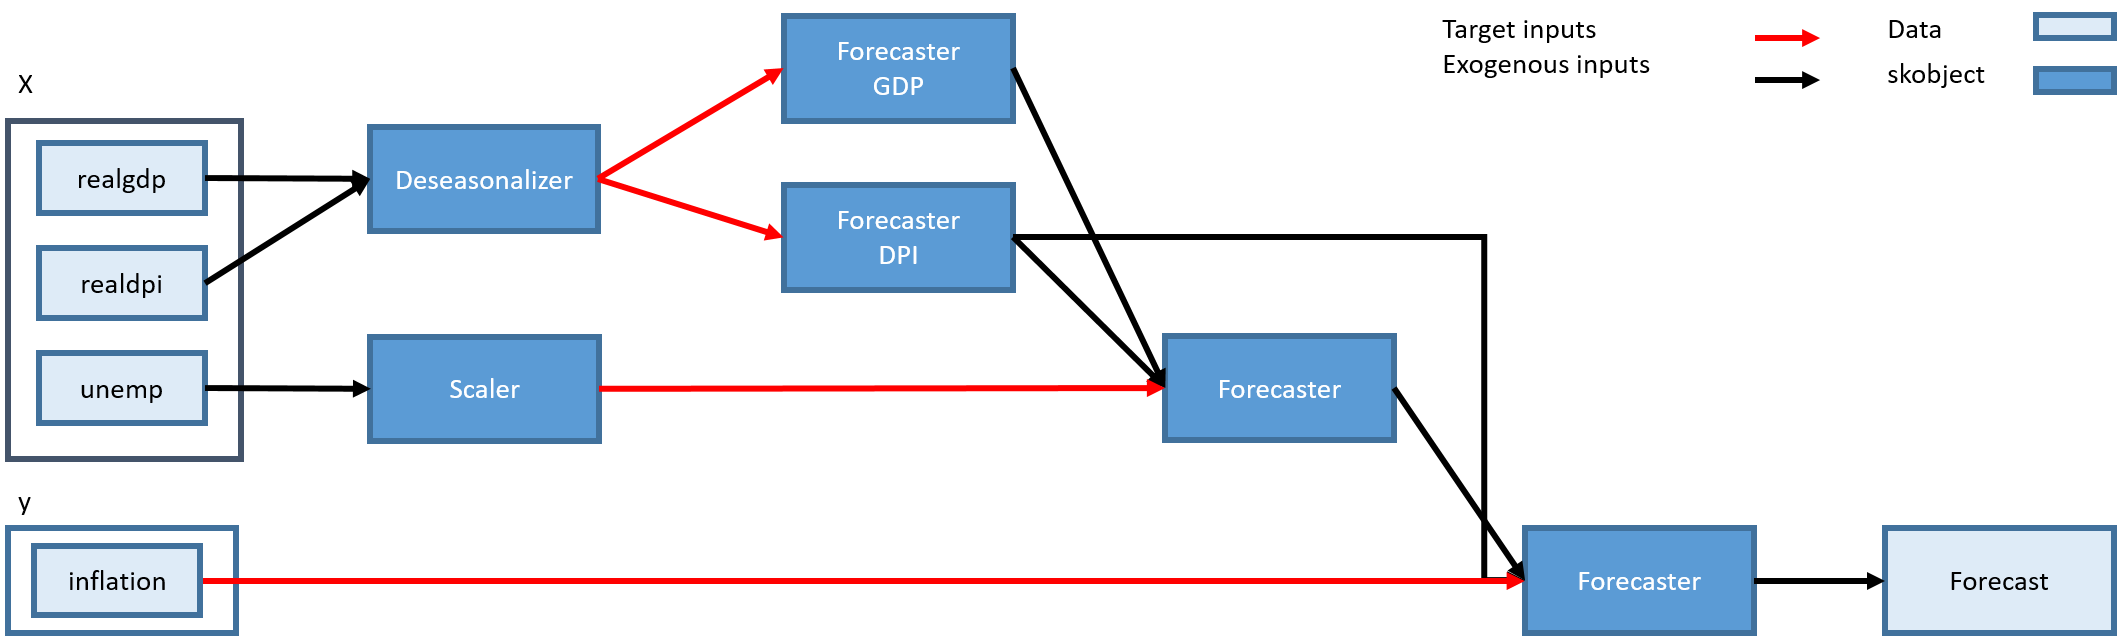 Target inputs
Exogenous inputs
Data
skobject
X
realgdp
realdpi
unemp
Deseasonalizer
Scaler
Forecaster
GDP
Forecaster
DPI
Forecaster
y
inflation
Forecaster
Forecast